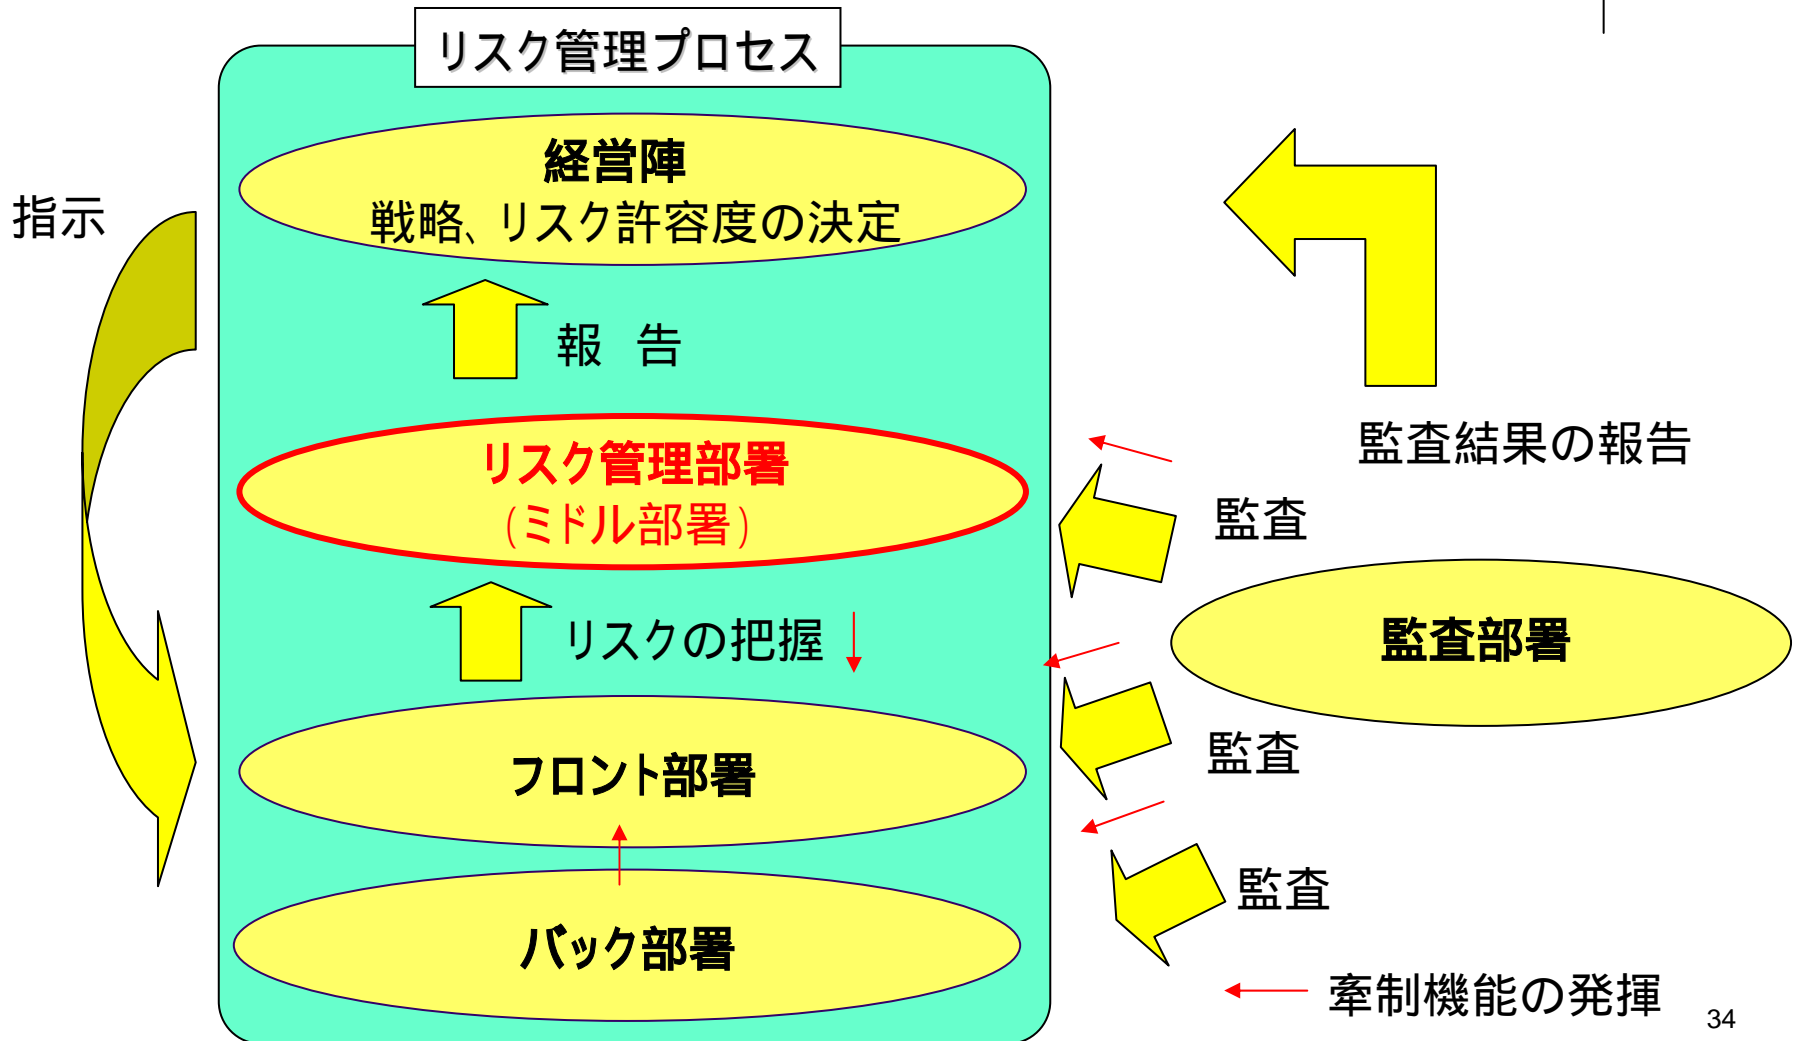 リスク管理プロセス
経営陣
戦略、リスク許容度の決定
指示
報 告
リスク管理部署
(ミドル部署)
監査結果の報告
監査
リスクの把握
監査部署
フロント部署
監査
バック部署
監査
牽制機能の発揮
34